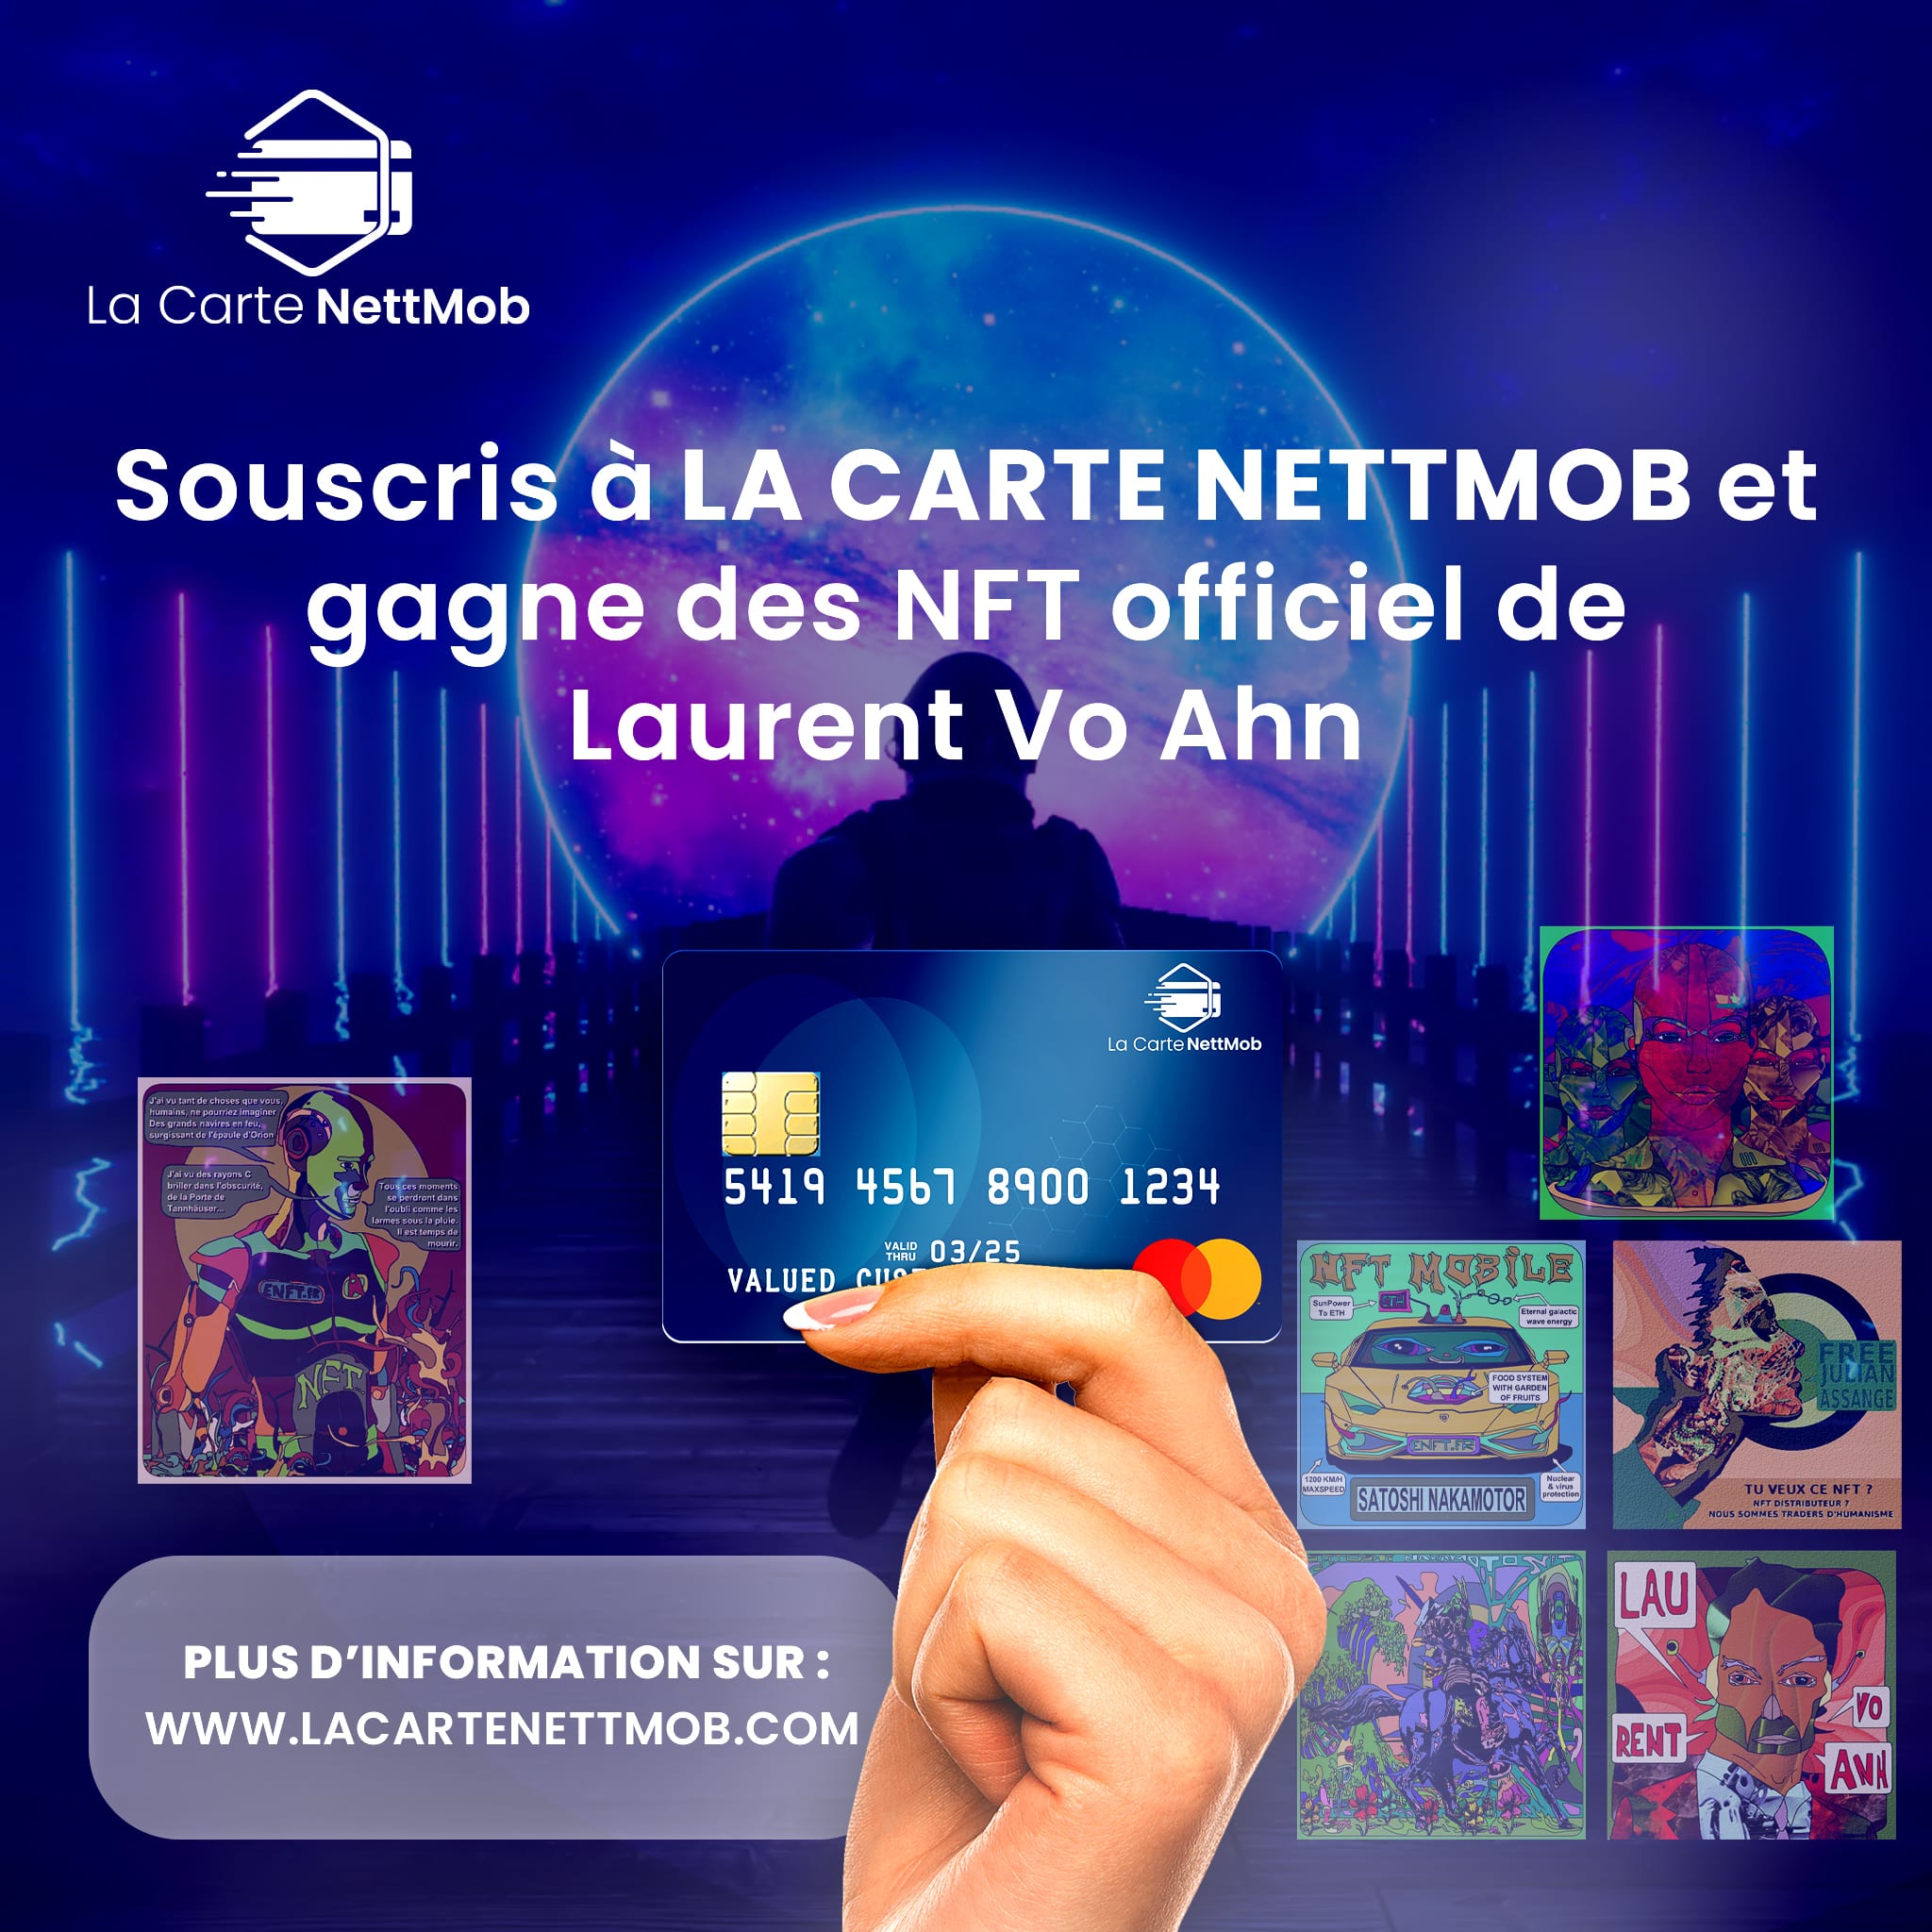 La Carte NettMob
Souscris à LA CARTE NETTMOB et
gagne des NFT officiel de
Laurent Vo Ahn
La Carte NettMob
5419 4567 8900 1234
VALID
THRU
03/25
VALUED
J'ai vu tant de choses que vous,
humains, ne pourriez imaginer
Des grands navires en feu,
surgissant de l'épaule d'Orion
J'ai vu des rayons C
briller dans l'obscurité,
de la Porte de
Tannhäuser...
Tous ces moments
se perdront dans
l'oubli comme les
larmes sous la pluie.
Il est temps de
mourir.
ENFT.FR
NFT
NFT MOBILE
SunPower
To ETH
ETH
Eternal galactic
wave energy
FOOD SYSTEM
WITH GARDEN
OF FRUITS
ENFT.FR
1200 KM/H
MAXSPEED
Nuclear
& virus
protection
SATOSHI NAKAMOTOR
FREE
JULIAN
ASSANGE
TU VEUX CE NFT ?
NFT DISTRIBUTEUR ?
NOUS SOMMES TRADERS D'HUMANISME
LAU
RENT
VO
ANH
PLUS D'INFORMATION SUR :
WWW.LACARTENETTMOB.COM